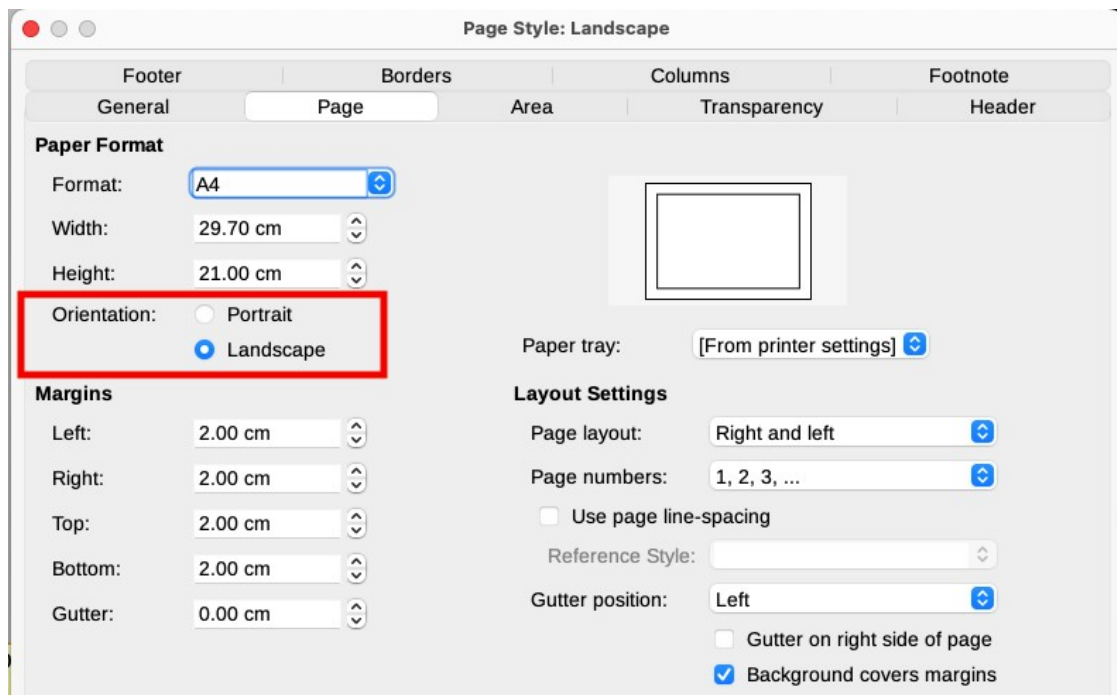 Page Style: Landscape
Footer Borders Columns Footnote
General Page Area Transparency Header
Paper Format
Format: A4
Width: 29.70 cm
Height: 21.00 cm
Orientation: Portrait
Landscape
Paper tray: [From printer settings]
Margins
Left: 2.00 cm
Right: 2.00 cm
Top: 2.00 cm
Bottom: 2.00 cm
Gutter: 0.00 cm
Layout Settings
Page layout: Right and left
Page numbers: 1, 2, 3, ...
Use page line-spacing
Reference Style:
Gutter position: Left
Gutter on right side of page
Background covers margins